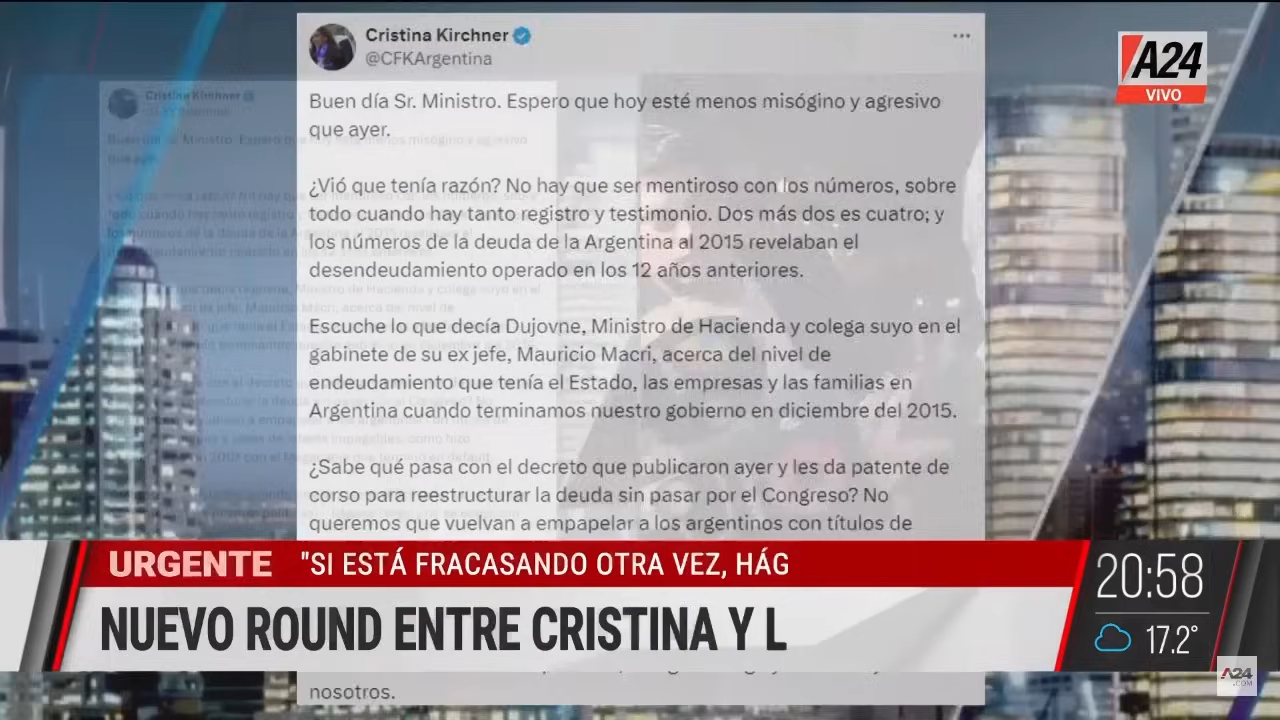 Cristina Kirchner
@CFKArgentina
Buen día Sr. Ministro. Espero que hoy esté menos misógino y agresivo
que ayer.
¿Vió que tenía razón? No hay que ser mentiroso con los números, sobre
todo cuando hay tanto registro y testimonio. Dos más dos es cuatro; y
los números de la deuda de la Argentina al 2015 revelaban el
desendeudamiento operado en los 12 años anteriores.
Escuche lo que decía Dujovne, Ministro de Hacienda y colega suyo en el
gabinete de su ex jefe, Mauricio Macri, acerca del nivel de
endeudamiento que tenía el Estado, las empresas y las familias en
Argentina cuando terminamos nuestro gobierno en diciembre del 2015.
¿Sabe qué pasa con el decreto que publicaron ayer y les da patente de
corso para reestructurar la deuda sin pasar por el Congreso? No
queremos que vuelvan a empapelar a los argentinos con títulos de
nosotros.
A24
VIVO
URGENTE "SI ESTÁ FRACASANDO OTRA VEZ, HÁG
NUEVO ROUND ENTRE CRISTINA Y L
20:58
17.2°
A24
.COM